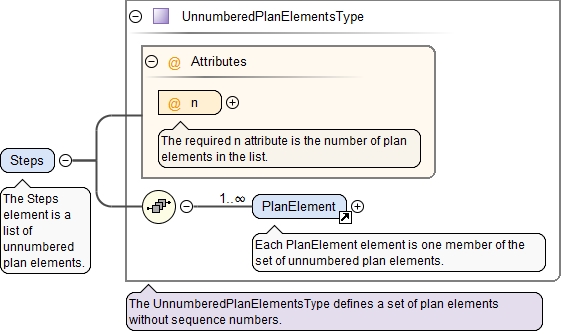 UnnumberedPlanElementsType
@ Attributes
@ n
The required n attribute is the number of plan
elements in the list.
Steps
The Steps
element is a
list of
unnumbered
plan elements.
1..∞
PlanElement
Each PlanElement element is one member of the
set of unnumbered plan elements.
The UnnumberedPlanElementsType defines a set of plan elements
without sequence numbers.